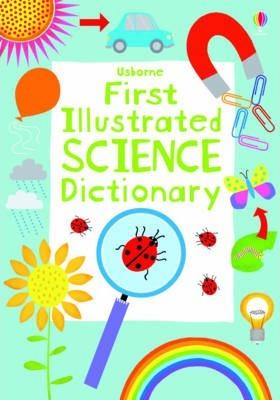 Usborne
First
Illustrated
SCIENCE
Dictionary